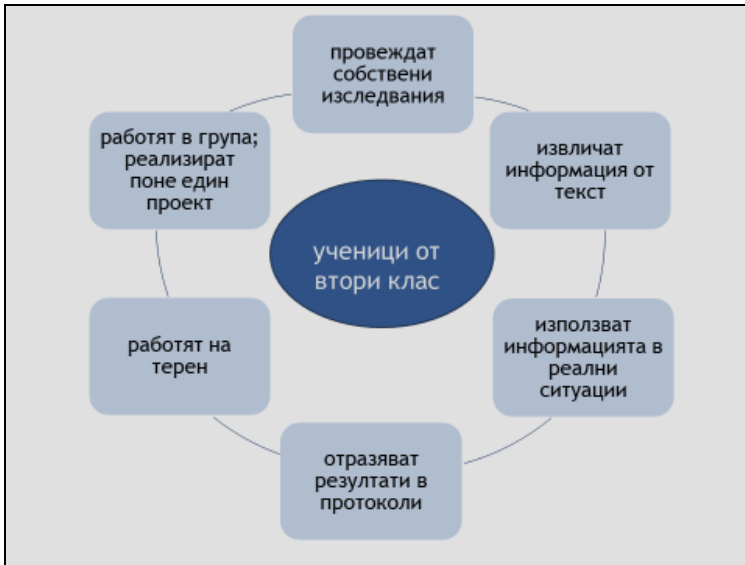 провеждат
собствени
изследвания
извличат
информация от
текст
използват
информацията в
реални
ситуации
отразяват
резултати в
протоколи
работят на
терен
работят в група;
реализират
поне един
проект
ученици от
втори клас